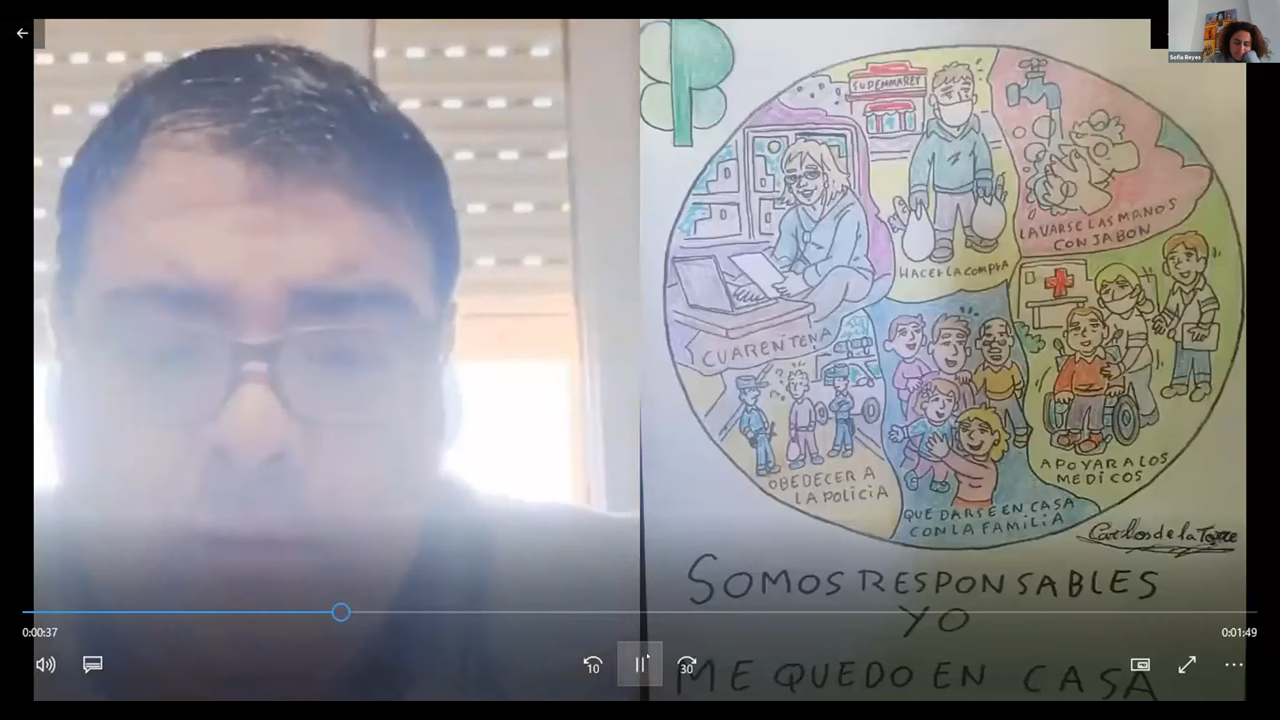 Sofia Reyes
SUPERMARKET
LAVARSE LAS MANOS
CON JABON
HACER LA COMPRA
CUARENTENA
APOYAR A LOS
MEDICOS
OBEDECER A
LA POLICIA
QUEDARSE EN CASA
CON LA FAMILIA
Carlos de la Torre
SOMOS RESPONSABLES
YO
ME QUEDO EN CASA
0:00:37
0:01:49
10
30